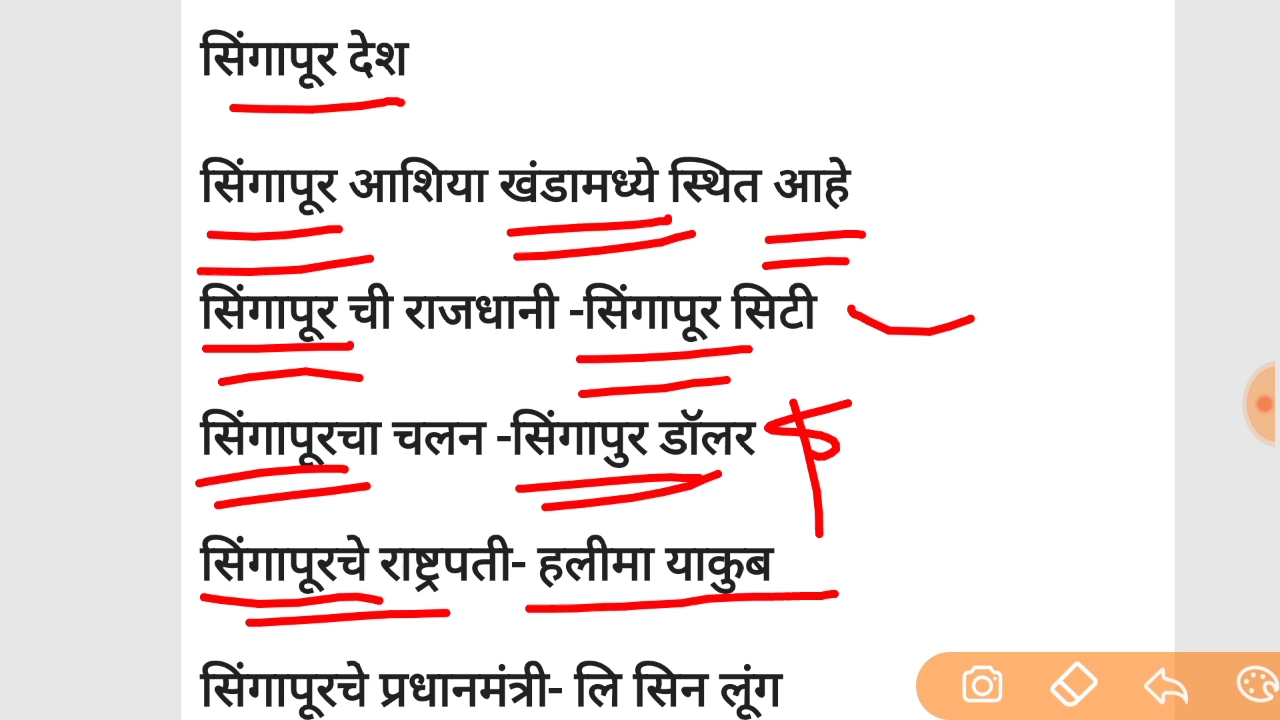 सिंगापूर देश
सिंगापूर आशिया खंडामध्ये स्थित आहे
सिंगापूर ची राजधानी -सिंगापूर सिटी
सिंगापूरचा चलन -सिंगापुर डॉलर $
सिंगापूरचे राष्ट्रपती- हलीमा याकुब
सिंगापूरचे प्रधानमंत्री- लि सिन लूंग